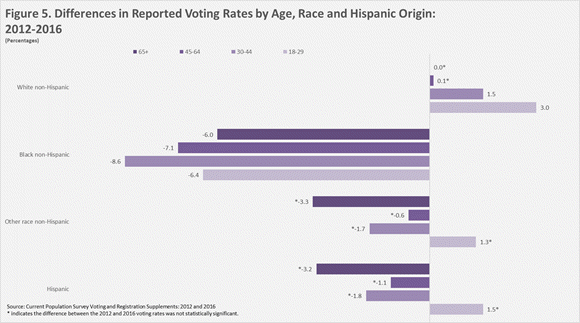 Figure 5. Differences in Reported Voting Rates by Age, Race and Hispanic Origin:
2012-2016
(Percentages)
65+ 45-64 30-44 18-29
0.0*
White non-Hispanic 0.1*
1.5
3.0
-6.0
Black non-Hispanic -7.1
-8.6
-6.4
*-3.3
Other race non-Hispanic *-0.6
*-1.7
1.3*
*-3.2
Hispanic *-1.1
*-1.8
1.5*
Source: Current Population Survey Voting and Registration Supplements: 2012 and 2016
* Indicates the difference between the 2012 and 2016 voting rates was not statistically significant.